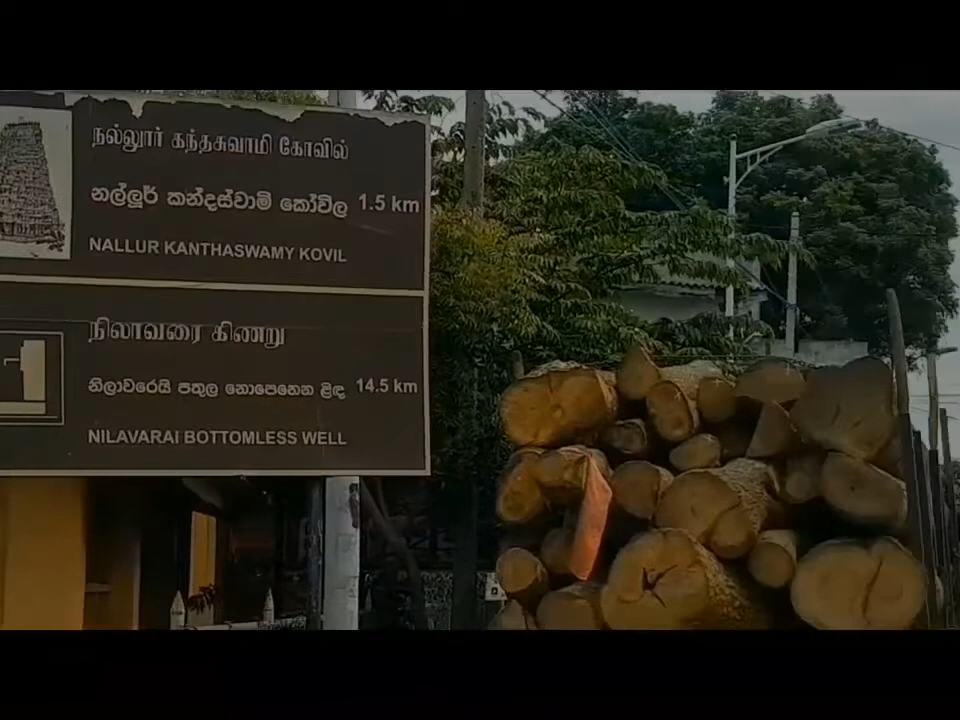 நல்லூர் கந்தசுவாமி கோவில்
නල්ලූර් කන්දස්වාමි කෝවිල 1.5 km
NALLUR KANTHASWAMY KOVIL
நிலாவரை கிணறு
නිලාවරෙයි පතුල නොපෙනෙන ළිඳ 14.5 km
NILAVARAI BOTTOMLESS WELL